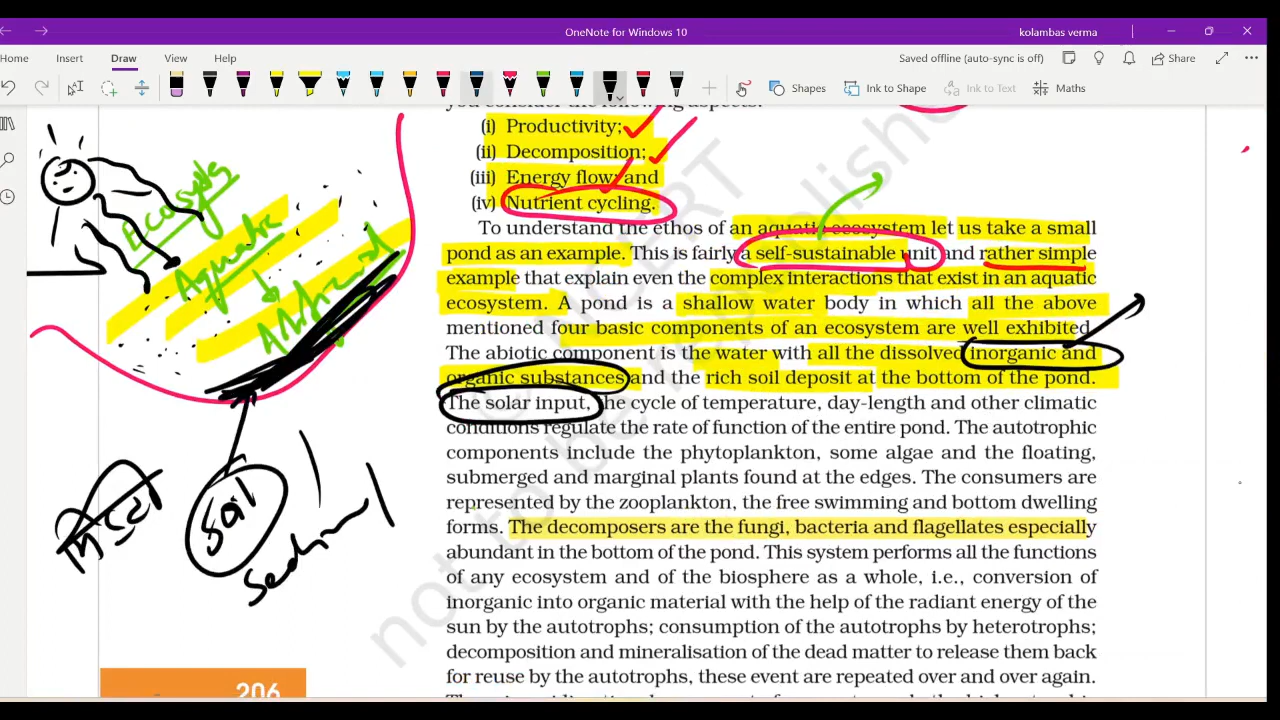 OneNote for Windows 10
kolambas verma
Home Insert Draw View Help
Saved offline (auto-sync is off)
Share
Shapes
Ink to Shape
Ink to Text
Maths
you consider the following aspects:
(i) Productivity;
(ii) Decomposition;
(iii) Energy flow; and
(iv) Nutrient cycling.
To understand the ethos of an aquatic ecosystem let us take a small
pond as an example. This is fairly a self-sustainable unit and rather simple
example that explain even the complex interactions that exist in an aquatic
ecosystem. A pond is a shallow water body in which all the above
mentioned four basic components of an ecosystem are well exhibited.
The abiotic component is the water with all the dissolved inorganic and
organic substances and the rich soil deposit at the bottom of the pond.
The solar input, the cycle of temperature, day-length and other climatic
conditions regulate the rate of function of the entire pond. The autotrophic
components include the phytoplankton, some algae and the floating,
submerged and marginal plants found at the edges. The consumers are
represented by the zooplankton, the free swimming and bottom dwelling
forms. The decomposers are the fungi, bacteria and flagellates especially
abundant in the bottom of the pond. This system performs all the functions
of any ecosystem and of the biosphere as a whole, i.e., conversion of
inorganic into organic material with the help of the radiant energy of the
sun by the autotrophs; consumption of the autotrophs by heterotrophs;
decomposition and mineralisation of the dead matter to release them back
for reuse by the autotrophs, these event are repeated over and over again.
Aquatic
206